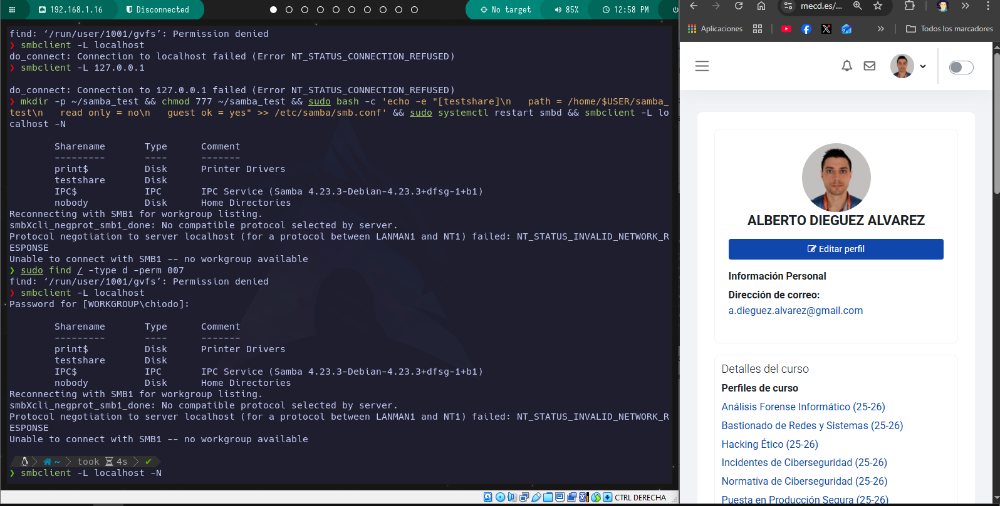 192.168.1.16
Disconnected
No target
85%
12:58 PM
find: ‘/run/user/1001/gvfs’: Permission denied
❯ smbclient -L localhost
do_connect: Connection to localhost failed (Error NT_STATUS_CONNECTION_REFUSED)
❯ smbclient -L 127.0.0.1
do_connect: Connection to 127.0.0.1 failed (Error NT_STATUS_CONNECTION_REFUSED)
❯ mkdir -p ~/samba_test && chmod 777 ~/samba_test && sudo bash -c 'echo -e "[testshare]\n   path = /home/$USER/samba_
test\n   read only = no\n   guest ok = yes" >> /etc/samba/smb.conf' && sudo systemctl restart smbd && smbclient -L lo
calhost -N
Sharename       Type      Comment
---------       ----      -------
print$          Disk      Printer Drivers
testshare       Disk
IPC$            IPC       IPC Service (Samba 4.23.3-Debian-4.23.3+dfsg-1+b1)
nobody          Disk      Home Directories
Reconnecting with SMB1 for workgroup listing.
smbXcli_negprot_smb1_done: No compatible protocol selected by server.
Protocol negotiation to server localhost (for a protocol between LANMAN1 and NT1) failed: NT_STATUS_INVALID_NETWORK_R
ESPONSE
Unable to connect with SMB1 -- no workgroup available
❯ sudo find / -type d -perm 007
find: ‘/run/user/1001/gvfs’: Permission denied
❯ smbclient -L localhost
Password for [WORKGROUP\chiodo]:
Sharename       Type      Comment
---------       ----      -------
print$          Disk      Printer Drivers
testshare       Disk
IPC$            IPC       IPC Service (Samba 4.23.3-Debian-4.23.3+dfsg-1+b1)
nobody          Disk      Home Directories
Reconnecting with SMB1 for workgroup listing.
smbXcli_negprot_smb1_done: No compatible protocol selected by server.
Protocol negotiation to server localhost (for a protocol between LANMAN1 and NT1) failed: NT_STATUS_INVALID_NETWORK_R
ESPONSE
Unable to connect with SMB1 -- no workgroup available
~ took 4s ✔
❯ smbclient -L localhost -N
CTRL DERECHA
mecd.es/...
Aplicaciones
» Todos los marcadores
ALBERTO DIEGUEZ ALVAREZ
Editar perfil
Información Personal
Dirección de correo:
a.dieguez.alvarez@gmail.com
Detalles del curso
Perfiles de curso
Análisis Forense Informático (25-26)
Bastionado de Redes y Sistemas (25-26)
Hacking Ético (25-26)
Incidentes de Ciberseguridad (25-26)
Normativa de Ciberseguridad (25-26)
Puesta en Producción Segura (25-26)